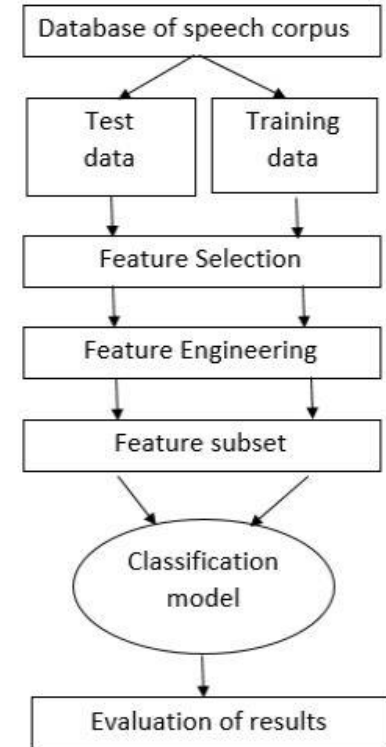 Database of speech corpus
Test
data
Training
data
Feature Selection
Feature Engineering
Feature subset
Classification
model
Evaluation of results